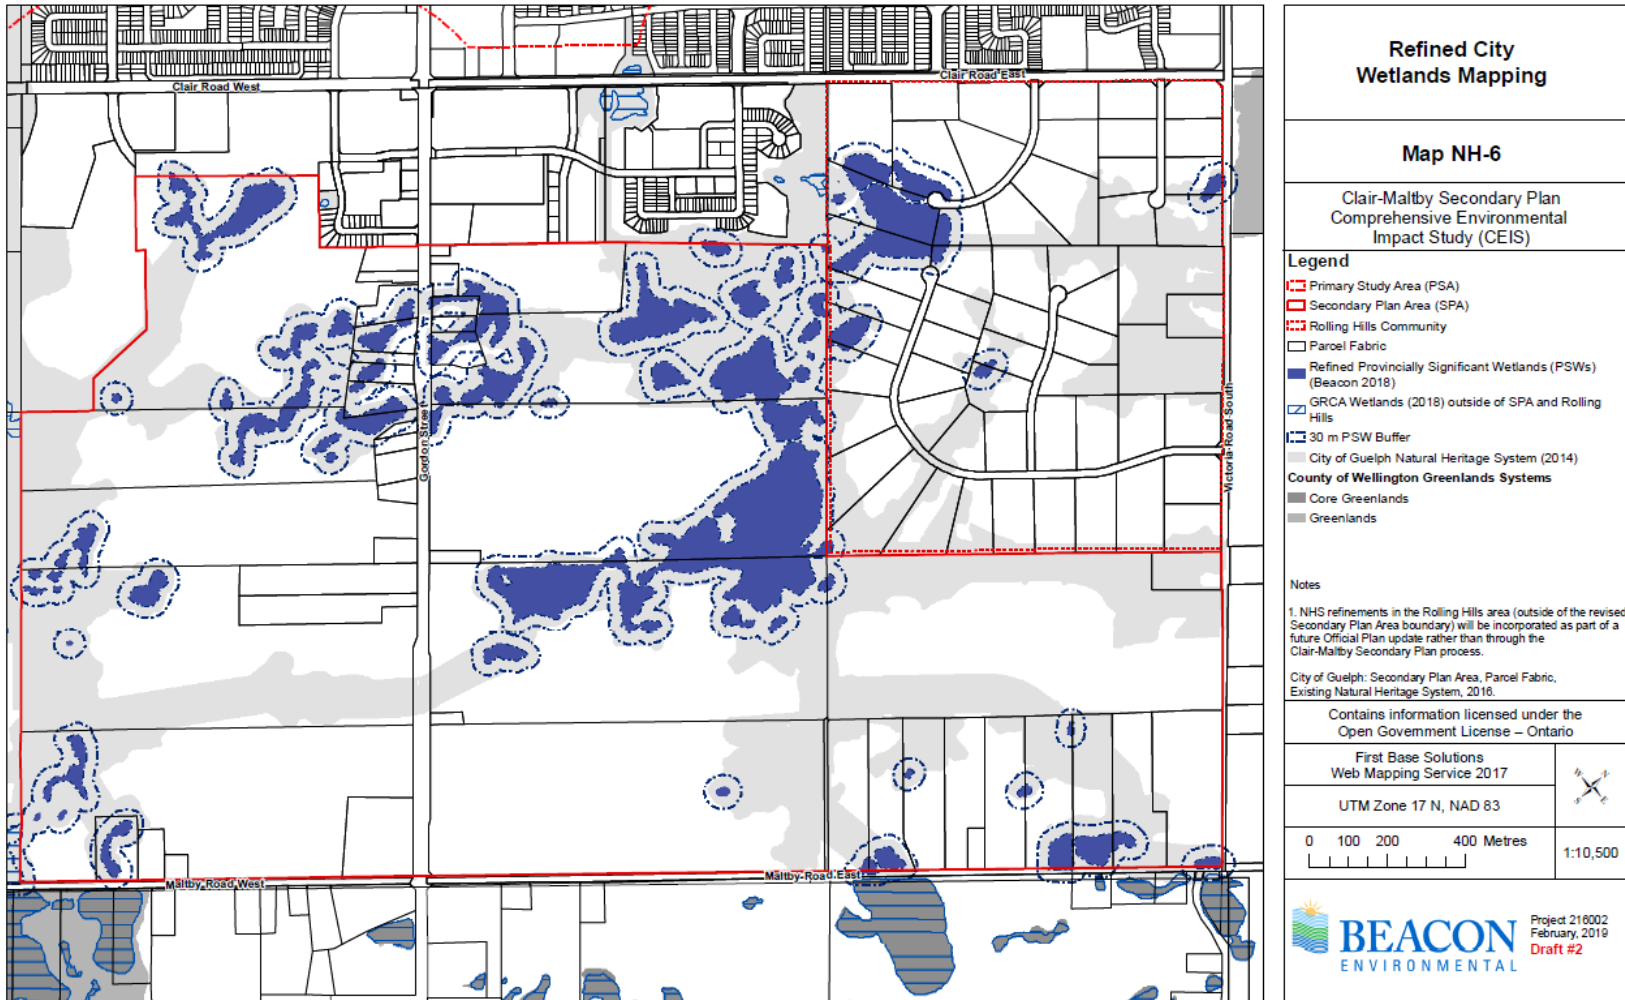 Clair Road West
Clair Road East
Gordon Street
Victoria Road South
Maltby Road West
Maltby Road East
Refined City
Wetlands Mapping
Map NH-6
Clair-Maltby Secondary Plan
Comprehensive Environmental
Impact Study (CEIS)
Legend
Primary Study Area (PSA)
Secondary Plan Area (SPA)
Rolling Hills Community
Parcel Fabric
Refined Provincially Significant Wetlands (PSWs)
(Beacon 2018)
GRCA Wetlands (2018) outside of SPA and Rolling
Hills
30 m PSW Buffer
City of Guelph Natural Heritage System (2014)
County of Wellington Greenlands Systems
Core Greenlands
Greenlands
Notes
1. NHS refinements in the Rolling Hills area (outside of the revised
Secondary Plan Area boundary) will be incorporated as part of a
future Official Plan update rather than through the
Clair-Maltby Secondary Plan process.
City of Guelph: Secondary Plan Area, Parcel Fabric,
Existing Natural Heritage System, 2016.
Contains information licensed under the
Open Government License – Ontario
First Base Solutions
Web Mapping Service 2017
UTM Zone 17 N, NAD 83
W N
S E
0 100 200 400 Metres
1:10,500
BEACON
ENVIRONMENTAL
Project 216002
February, 2019
Draft #2